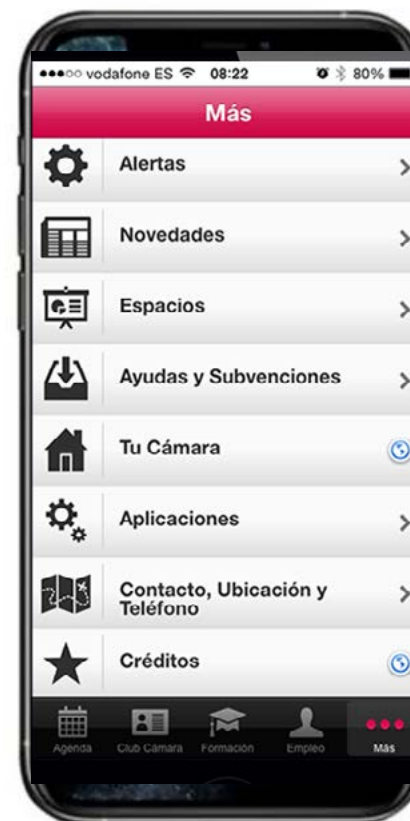 vodafone ES 08:22 80%
Más
Alertas
Novedades
Espacios
Ayudas y Subvenciones
Tu Cámara
Aplicaciones
Contacto, Ubicación y
Teléfono
Créditos
Agenda Club Cámara Formación Empleo Más